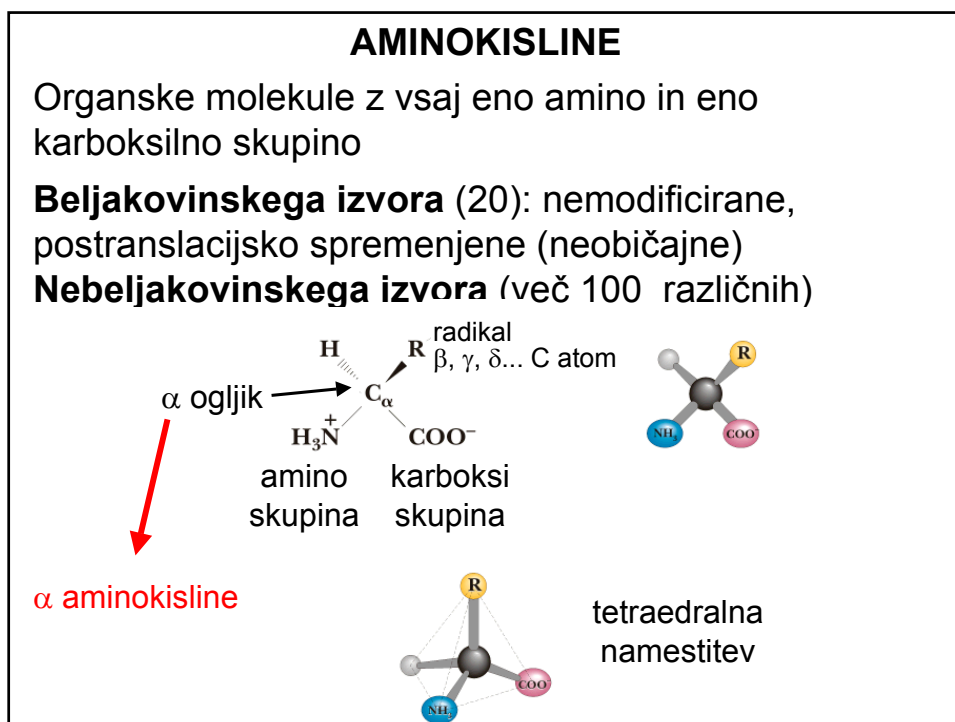 AMINOKISLINE
Organske molekule z vsaj eno amino in eno
karboksilno skupino
Beljakovinskega izvora (20): nemodificirane,
postranslacijsko spremenjene (neobičajne)
Nebeljakovinskega izvora (več 100 različnih)
radikal
β, γ, δ... C atom
H
R
α ogljik
Cα
H₃N⁺
COO⁻
amino
skupina
karboksi
skupina
R
NH₃
COO⁻
α aminokisline
R
COO⁻
NH₃
tetraedralna
namestitev